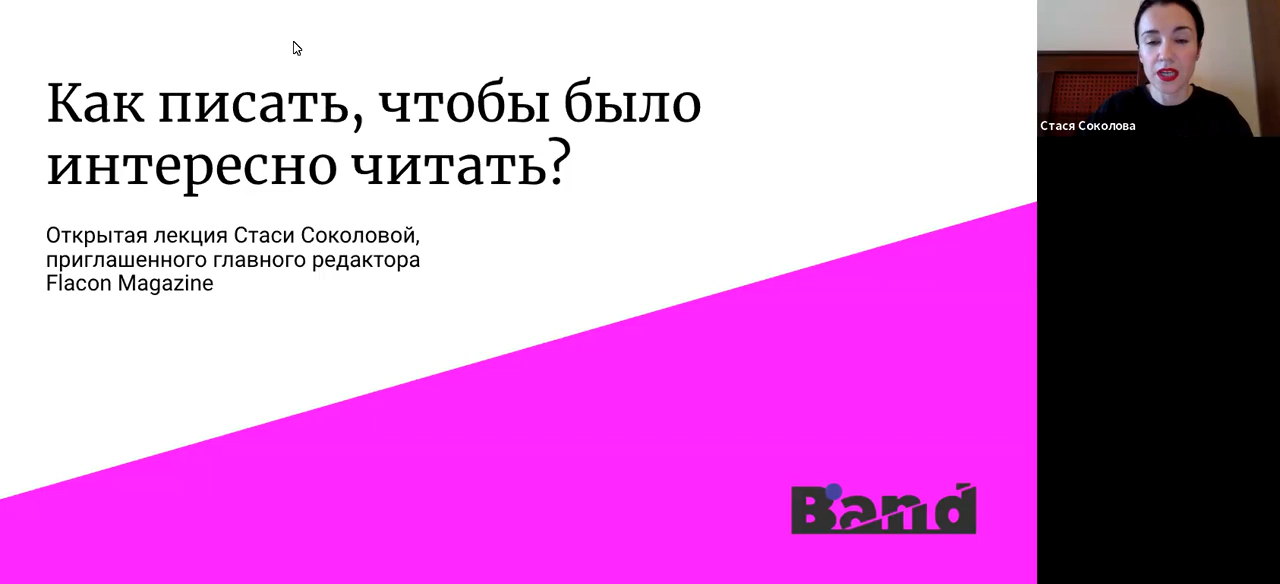 Как писать, чтобы было
интересно читать?
Открытая лекция Стаси Соколовой,
приглашенного главного редактора
Flacon Magazine
Стася Соколова
Band